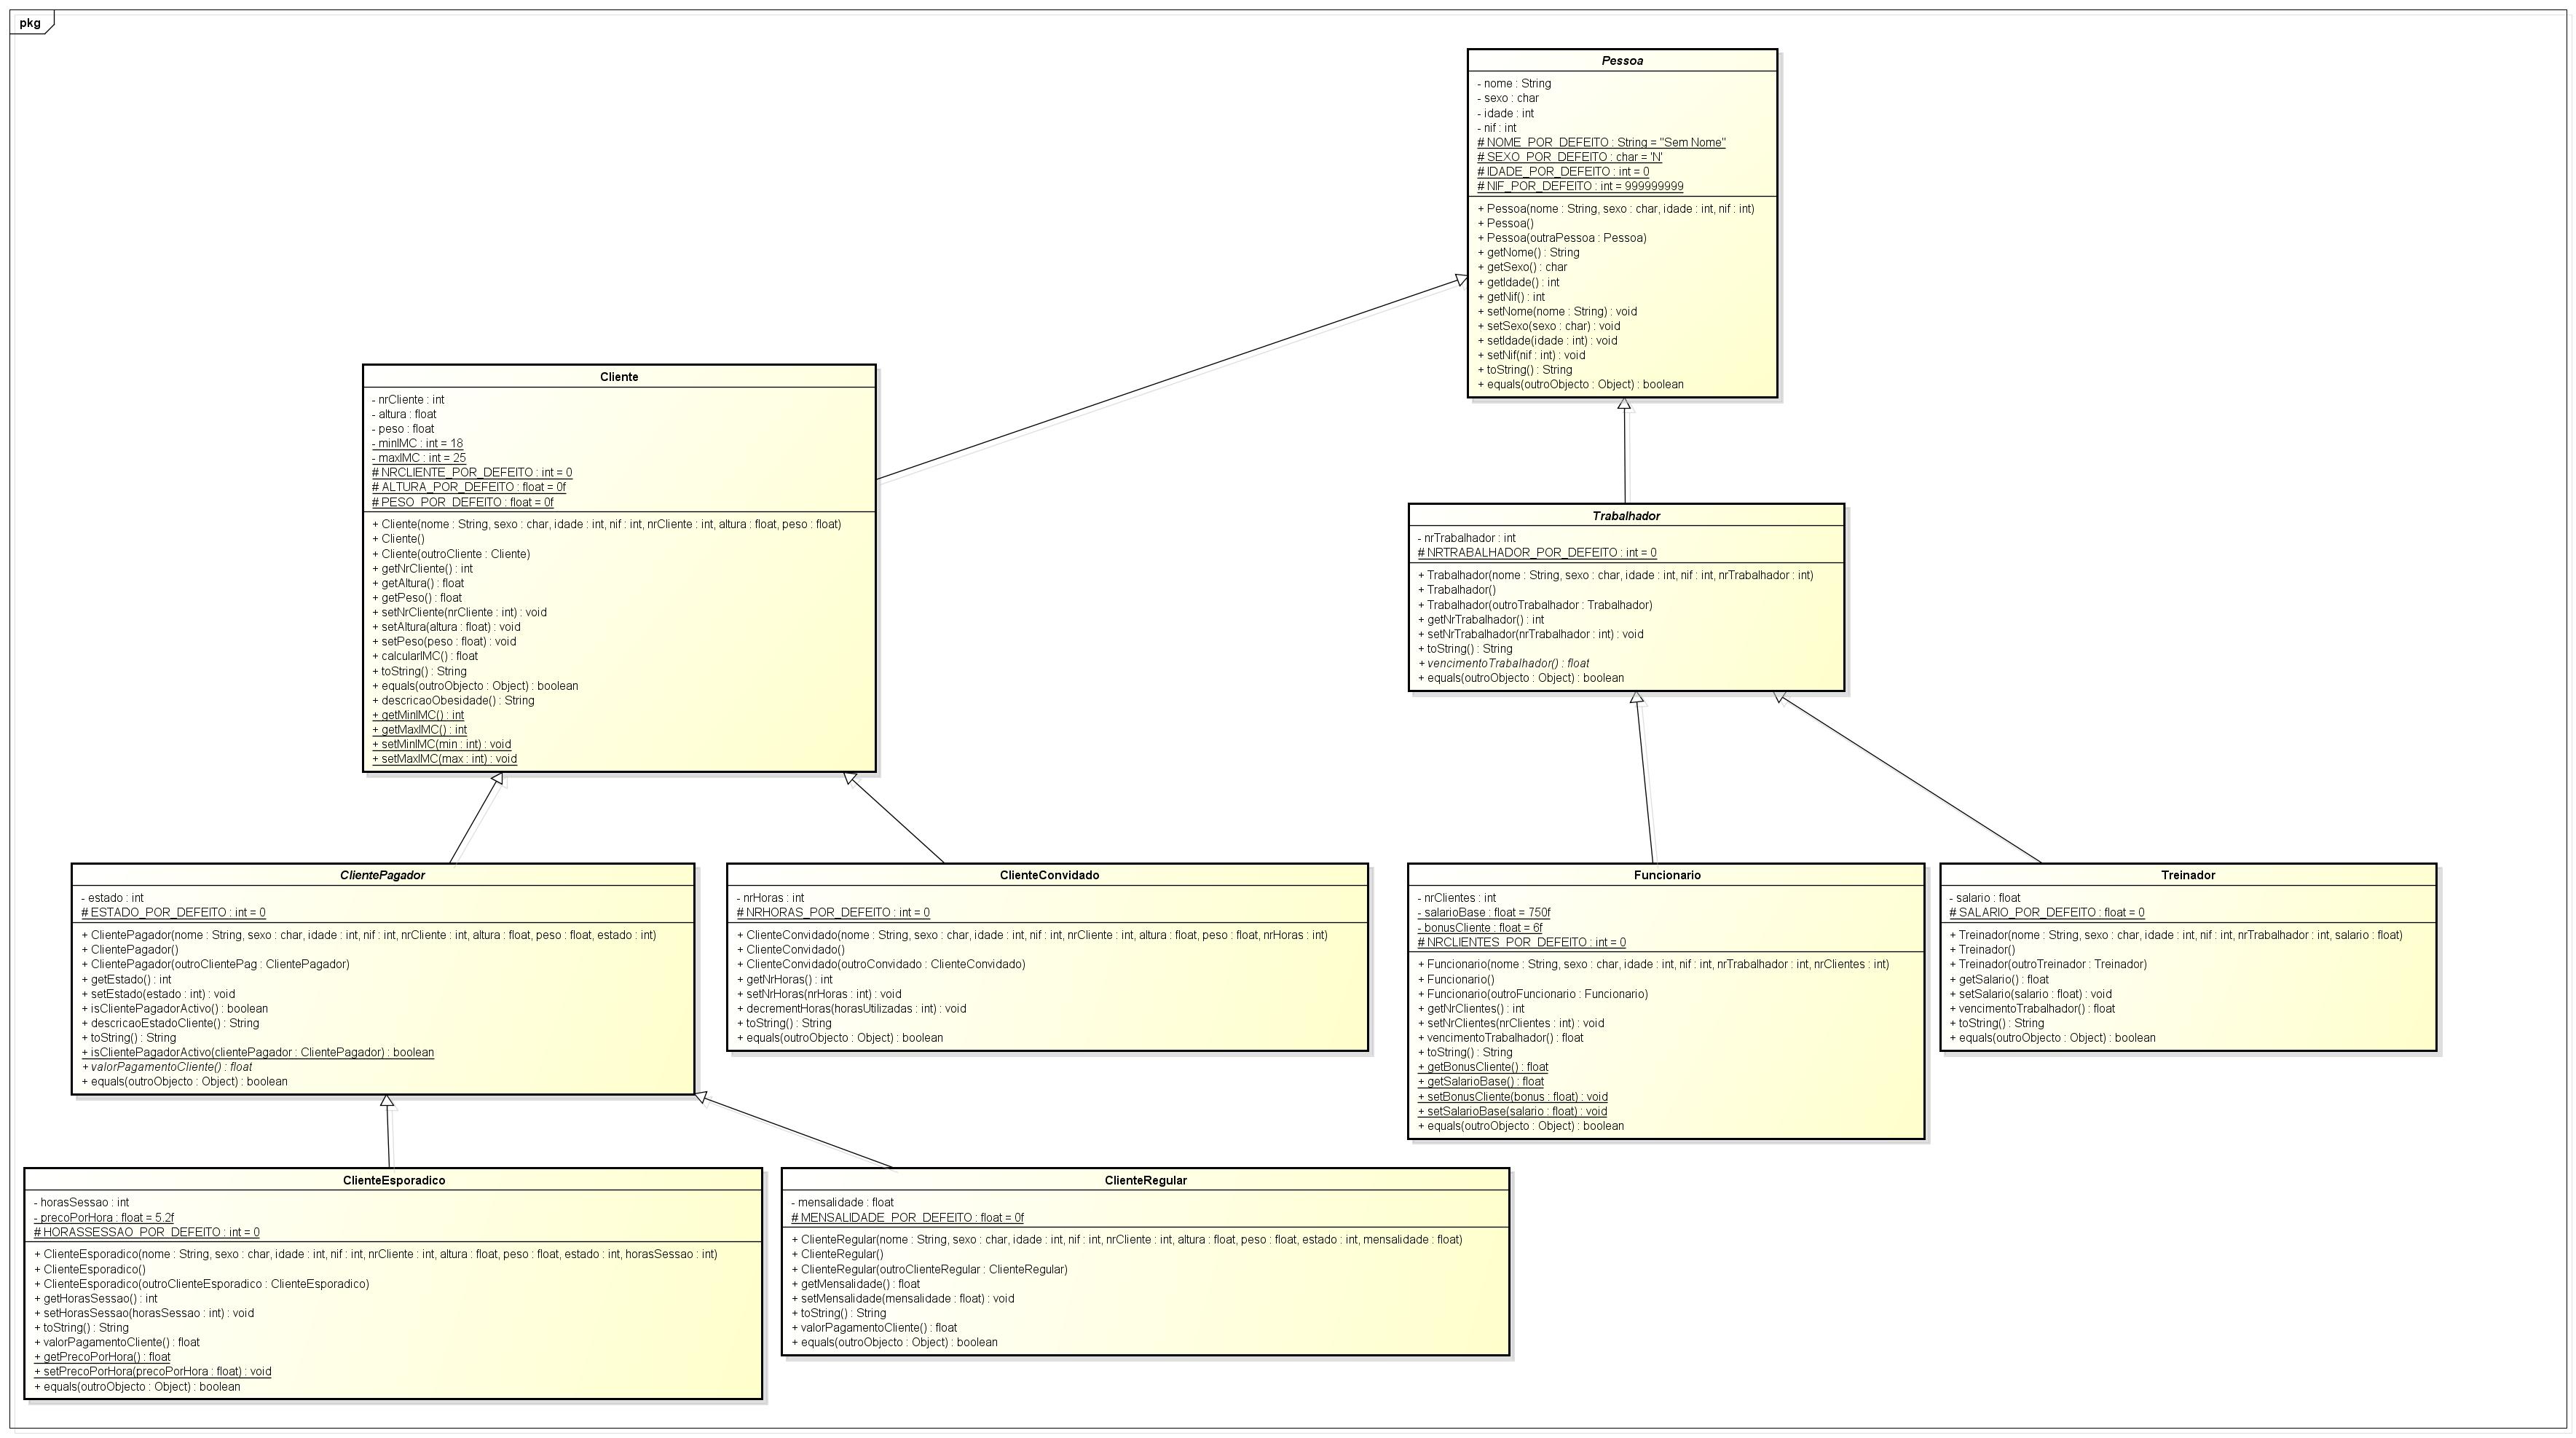 pkg
Pessoa
- nome : String
- sexo : char
- idade : int
- nif : int
# NOME_POR_DEFEITO : String = "Sem Nome"
# SEXO_POR_DEFEITO : char = 'N'
# IDADE_POR_DEFEITO : int = 0
# NIF_POR_DEFEITO : int = 999999999
+ Pessoa(nome : String, sexo : char, idade : int, nif : int)
+ Pessoa()
+ Pessoa(outraPessoa : Pessoa)
+ getNome() : String
+ getSexo() : char
+ getIdade() : int
+ getNif() : int
+ setNome(nome : String) : void
+ setSexo(sexo : char) : void
+ setIdade(idade : int) : void
+ setNif(nif : int) : void
+ toString() : String
+ equals(outroObjecto : Object) : boolean
Cliente
- nrCliente : int
- altura : float
- peso : float
- minIMC : int = 18
- maxIMC : int = 25
# NRCLIENTE_POR_DEFEITO : int = 0
# ALTURA_POR_DEFEITO : float = 0f
# PESO_POR_DEFEITO : float = 0f
+ Cliente(nome : String, sexo : char, idade : int, nif : int, nrCliente : int, altura : float, peso : float)
+ Cliente()
+ Cliente(outroCliente : Cliente)
+ getNrCliente() : int
+ getAltura() : float
+ getPeso() : float
+ setNrCliente(nrCliente : int) : void
+ setAltura(altura : float) : void
+ setPeso(peso : float) : void
+ calcularIMC() : float
+ toString() : String
+ equals(outroObjecto : Object) : boolean
+ descricaoObesidade() : String
+ getMinIMC() : int
+ getMaxIMC() : int
+ setMinIMC(min : int) : void
+ setMaxIMC(max : int) : void
Trabalhador
- nrTrabalhador : int
# NRTRABALHADOR_POR_DEFEITO : int = 0
+ Trabalhador(nome : String, sexo : char, idade : int, nif : int, nrTrabalhador : int)
+ Trabalhador()
+ Trabalhador(outroTrabalhador : Trabalhador)
+ getNrTrabalhador() : int
+ setNrTrabalhador(nrTrabalhador : int) : void
+ toString() : String
+ vencimentoTrabalhador() : float
+ equals(outroObjecto : Object) : boolean
ClientePagador
- estado : int
# ESTADO_POR_DEFEITO : int = 0
+ ClientePagador(nome : String, sexo : char, idade : int, nif : int, nrCliente : int, altura : float, peso : float, estado : int)
+ ClientePagador()
+ ClientePagador(outroClientePag : ClientePagador)
+ getEstado() : int
+ setEstado(estado : int) : void
+ isClientePagadorActivo() : boolean
+ descricaoEstadoCliente() : String
+ toString() : String
+ isClientePagadorActivo(clientePagador : ClientePagador) : boolean
+ valorPagamentoCliente() : float
+ equals(outroObjecto : Object) : boolean
ClienteConvidado
- nrHoras : int
# NRHORAS_POR_DEFEITO : int = 0
+ ClienteConvidado(nome : String, sexo : char, idade : int, nif : int, nrCliente : int, altura : float, peso : float, nrHoras : int)
+ ClienteConvidado()
+ ClienteConvidado(outroConvidado : ClienteConvidado)
+ getNrHoras() : int
+ setNrHoras(nrHoras : int) : void
+ decrementHoras(horasUtilizadas : int) : void
+ toString() : String
+ equals(outroObjecto : Object) : boolean
Funcionario
- nrClientes : int
- salarioBase : float = 750f
- bonusCliente : float = 6f
# NRCLIENTES_POR_DEFEITO : int = 0
+ Funcionario(nome : String, sexo : char, idade : int, nif : int, nrTrabalhador : int, nrClientes : int)
+ Funcionario()
+ Funcionario(outroFuncionario : Funcionario)
+ getNrClientes() : int
+ setNrClientes(nrClientes : int) : void
+ vencimentoTrabalhador() : float
+ toString() : String
+ getBonusCliente() : float
+ getSalarioBase() : float
+ setBonusCliente(bonus : float) : void
+ setSalarioBase(salario : float) : void
+ equals(outroObjecto : Object) : boolean
Treinador
- salario : float
# SALARIO_POR_DEFEITO : float = 0
+ Treinador(nome : String, sexo : char, idade : int, nif : int, nrTrabalhador : int, salario : float)
+ Treinador()
+ Treinador(outroTreinador : Treinador)
+ getSalario() : float
+ setSalario(salario : float) : void
+ vencimentoTrabalhador() : float
+ toString() : String
+ equals(outroObjecto : Object) : boolean
ClienteEsporadico
- horasSessao : int
- precoPorHora : float = 5.2f
# HORASSESSAO_POR_DEFEITO : int = 0
+ ClienteEsporadico(nome : String, sexo : char, idade : int, nif : int, nrCliente : int, altura : float, peso : float, estado : int, horasSessao : int)
+ ClienteEsporadico()
+ ClienteEsporadico(outroClienteEsporadico : ClienteEsporadico)
+ getHorasSessao() : int
+ setHorasSessao(horasSessao : int) : void
+ toString() : String
+ valorPagamentoCliente() : float
+ getPrecoPorHora() : float
+ setPrecoPorHora(precoPorHora : float) : void
+ equals(outroObjecto : Object) : boolean
ClienteRegular
- mensalidade : float
# MENSALIDADE_POR_DEFEITO : float = 0f
+ ClienteRegular(nome : String, sexo : char, idade : int, nif : int, nrCliente : int, altura : float, peso : float, estado : int, mensalidade : float)
+ ClienteRegular()
+ ClienteRegular(outroClienteRegular : ClienteRegular)
+ getMensalidade() : float
+ setMensalidade(mensalidade : float) : void
+ toString() : String
+ valorPagamentoCliente() : float
+ equals(outroObjecto : Object) : boolean